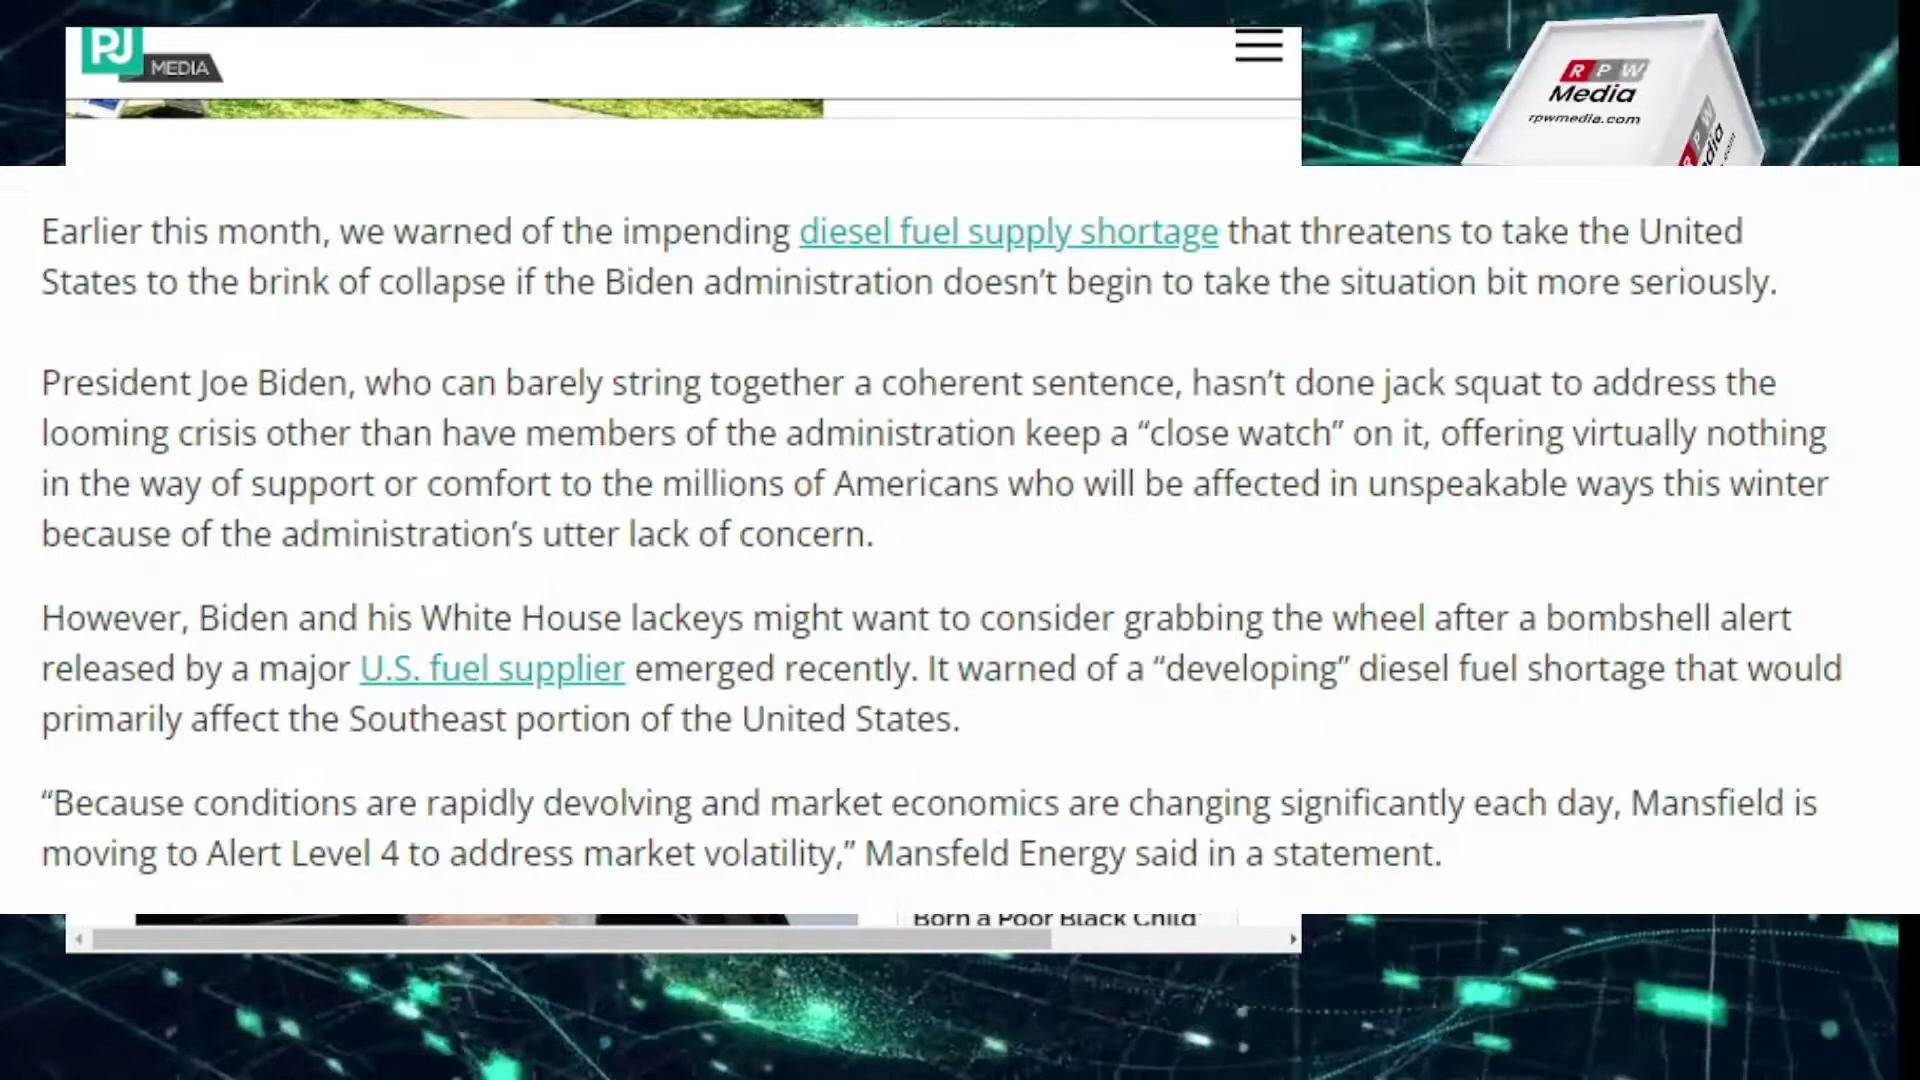 PJ
MEDIA
R P W
Media
rpwmedia.com
R P W
dia
Earlier this month, we warned of the impending diesel fuel supply shortage that threatens to take the United
States to the brink of collapse if the Biden administration doesn’t begin to take the situation bit more seriously.
President Joe Biden, who can barely string together a coherent sentence, hasn’t done jack squat to address the
looming crisis other than have members of the administration keep a “close watch” on it, offering virtually nothing
in the way of support or comfort to the millions of Americans who will be affected in unspeakable ways this winter
because of the administration’s utter lack of concern.
However, Biden and his White House lackeys might want to consider grabbing the wheel after a bombshell alert
released by a major U.S. fuel supplier emerged recently. It warned of a “developing” diesel fuel shortage that would
primarily affect the Southeast portion of the United States.
“Because conditions are rapidly devolving and market economics are changing significantly each day, Mansfield is
moving to Alert Level 4 to address market volatility,” Mansfeld Energy said in a statement.
Born a Poor Black Child'